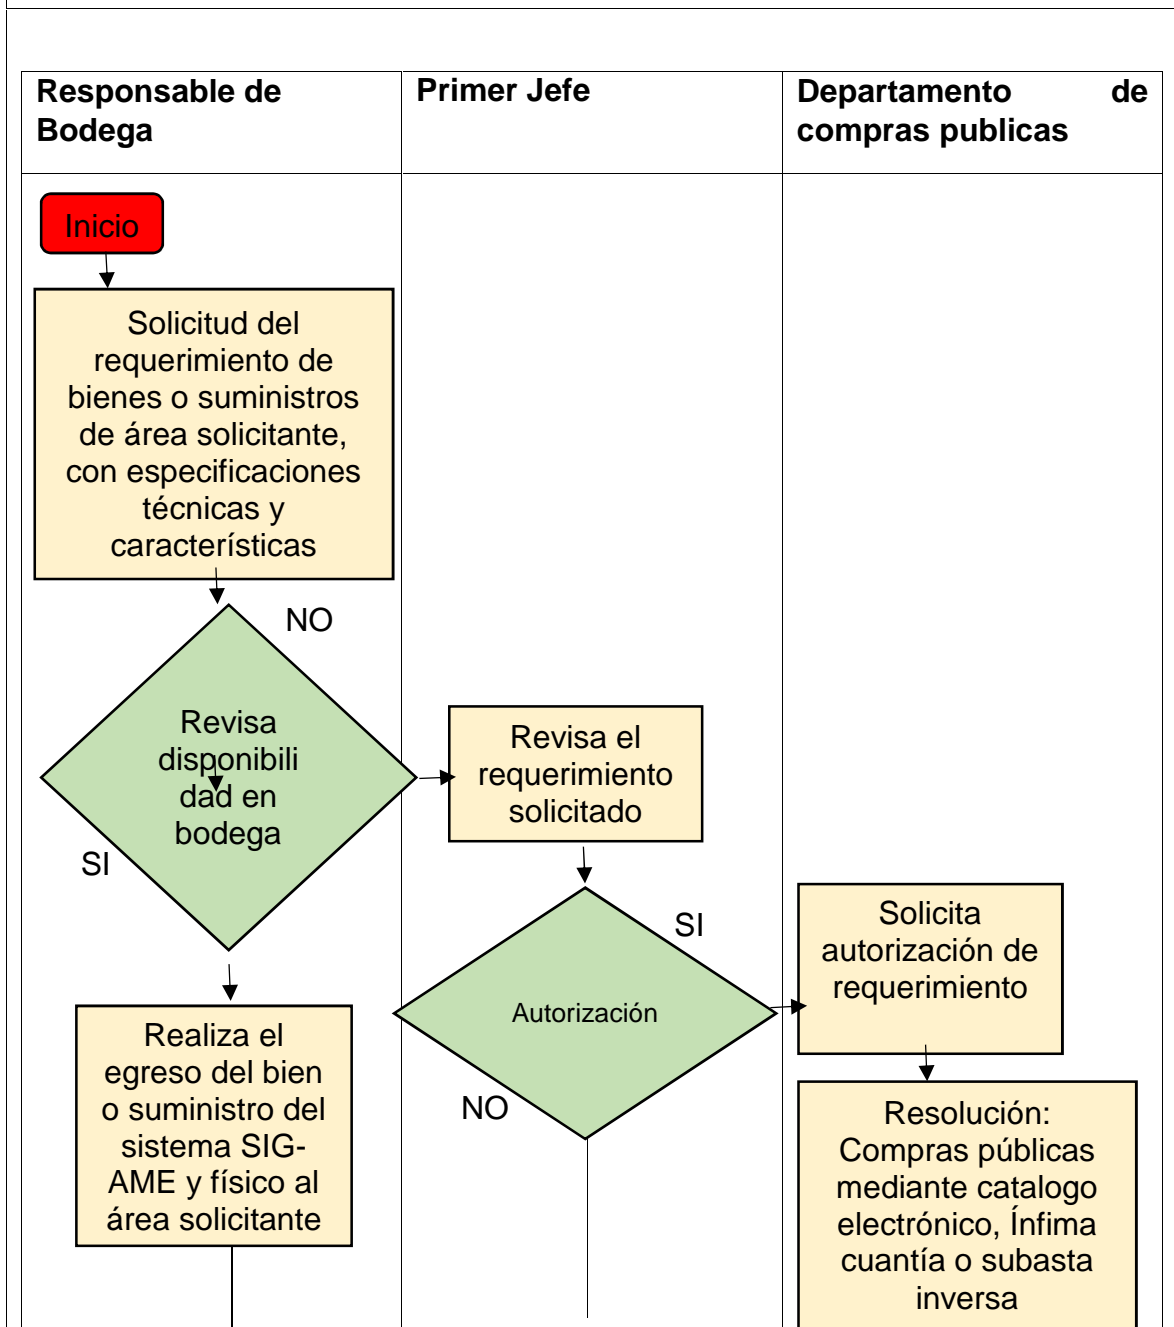 Responsable de
Bodega
Primer Jefe
Departamento de
compras publicas
Inicio
Solicitud del
requerimiento de
bienes o suministros
de área solicitante,
con especificaciones
técnicas y
características
NO
Revisa
disponibili
dad en
bodega
SI
Revisa el
requerimiento
solicitado
SI
Autorización
NO
Solicita
autorización de
requerimiento
Realiza el
egreso del bien
o suministro del
sistema SIG-
AME y físico al
área solicitante
Resolución:
Compras públicas
mediante catalogo
electrónico, Ínfima
cuantía o subasta
inversa